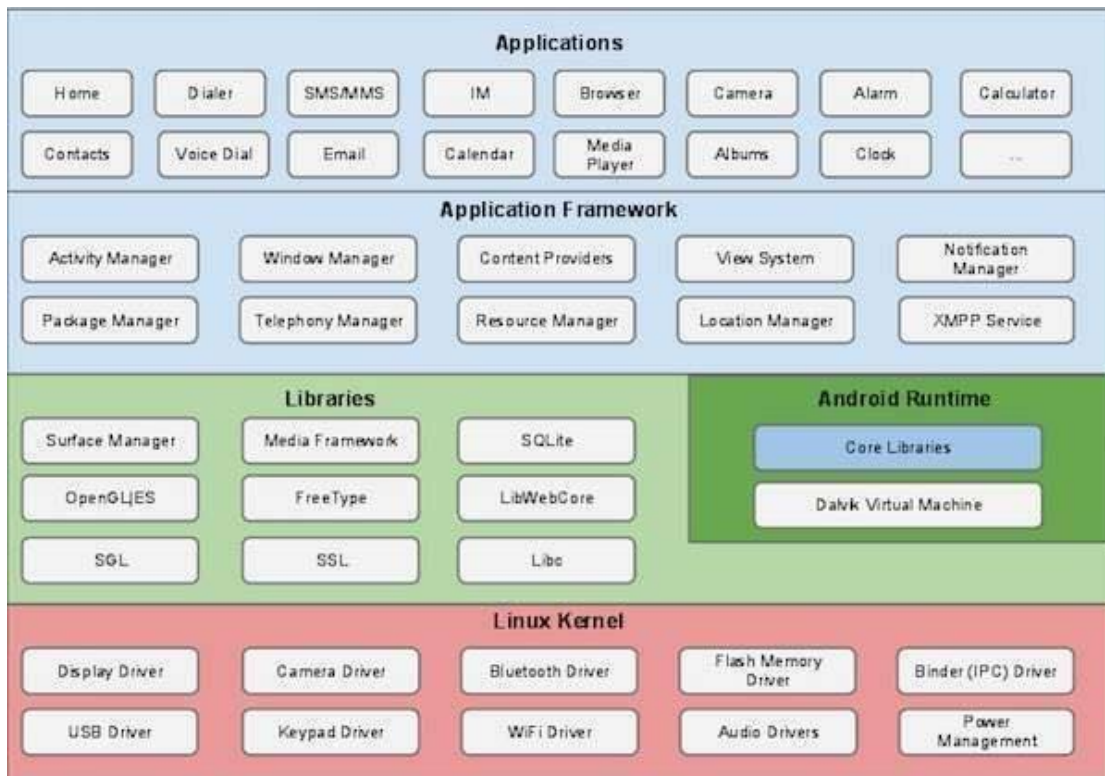 Applications
Home
Dialer
SMS/MMS
IM
Browser
Camera
Alarm
Calculator
Contacts
Voice Dial
Email
Calendar
Media
Player
Albums
Clock
...
Application Framework
Activity Manager
Window Manager
Content Providers
View System
Notification
Manager
Package Manager
Telephony Manager
Resource Manager
Location Manager
XMPP Service
Libraries
Surface Manager
Media Framework
SQLite
OpenGL|ES
FreeType
LibWebCore
SGL
SSL
Libc
Android Runtime
Core Libraries
Dalvik Virtual Machine
Linux Kernel
Display Driver
Camera Driver
Bluetooth Driver
Flash Memory
Driver
Binder (IPC) Driver
USB Driver
Keypad Driver
WiFi Driver
Audio Drivers
Power
Management